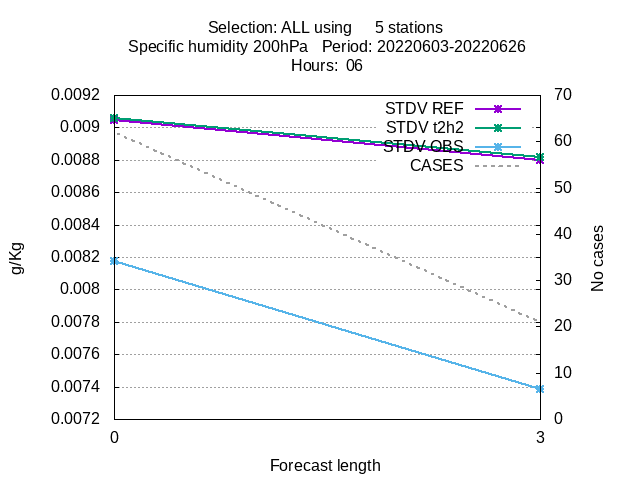 Selection: ALL using     5 stations
Specific humidity 200hPa   Period: 20220603-20220626
Hours:  06
0.0092
0.009
0.0088
0.0086
0.0084
0.0082
0.008
0.0078
0.0076
0.0074
0.0072
g/Kg
STDV REF
STDV t2h2
STDV OBS
CASES
70
60
50
40
30
20
10
0
No cases
0
3
Forecast length